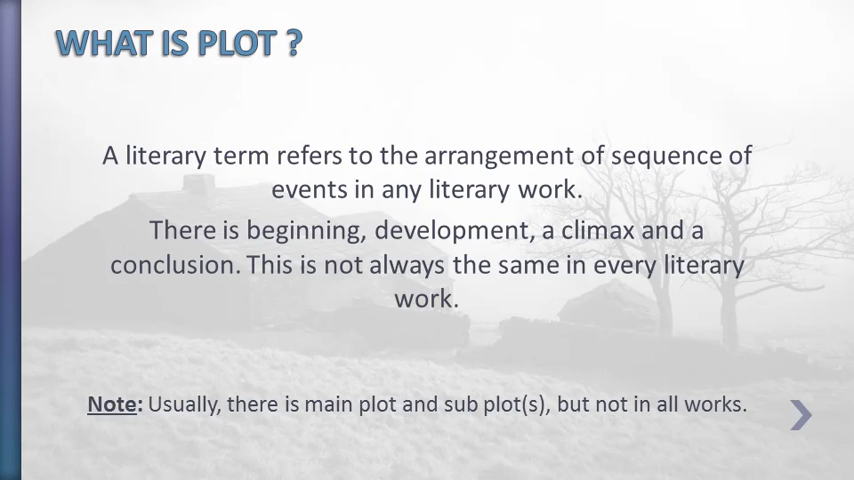 WHAT IS PLOT ?
A literary term refers to the arrangement of sequence of
events in any literary work.
There is beginning, development, a climax and a
conclusion. This is not always the same in every literary
work.
Note: Usually, there is main plot and sub plot(s), but not in all works.